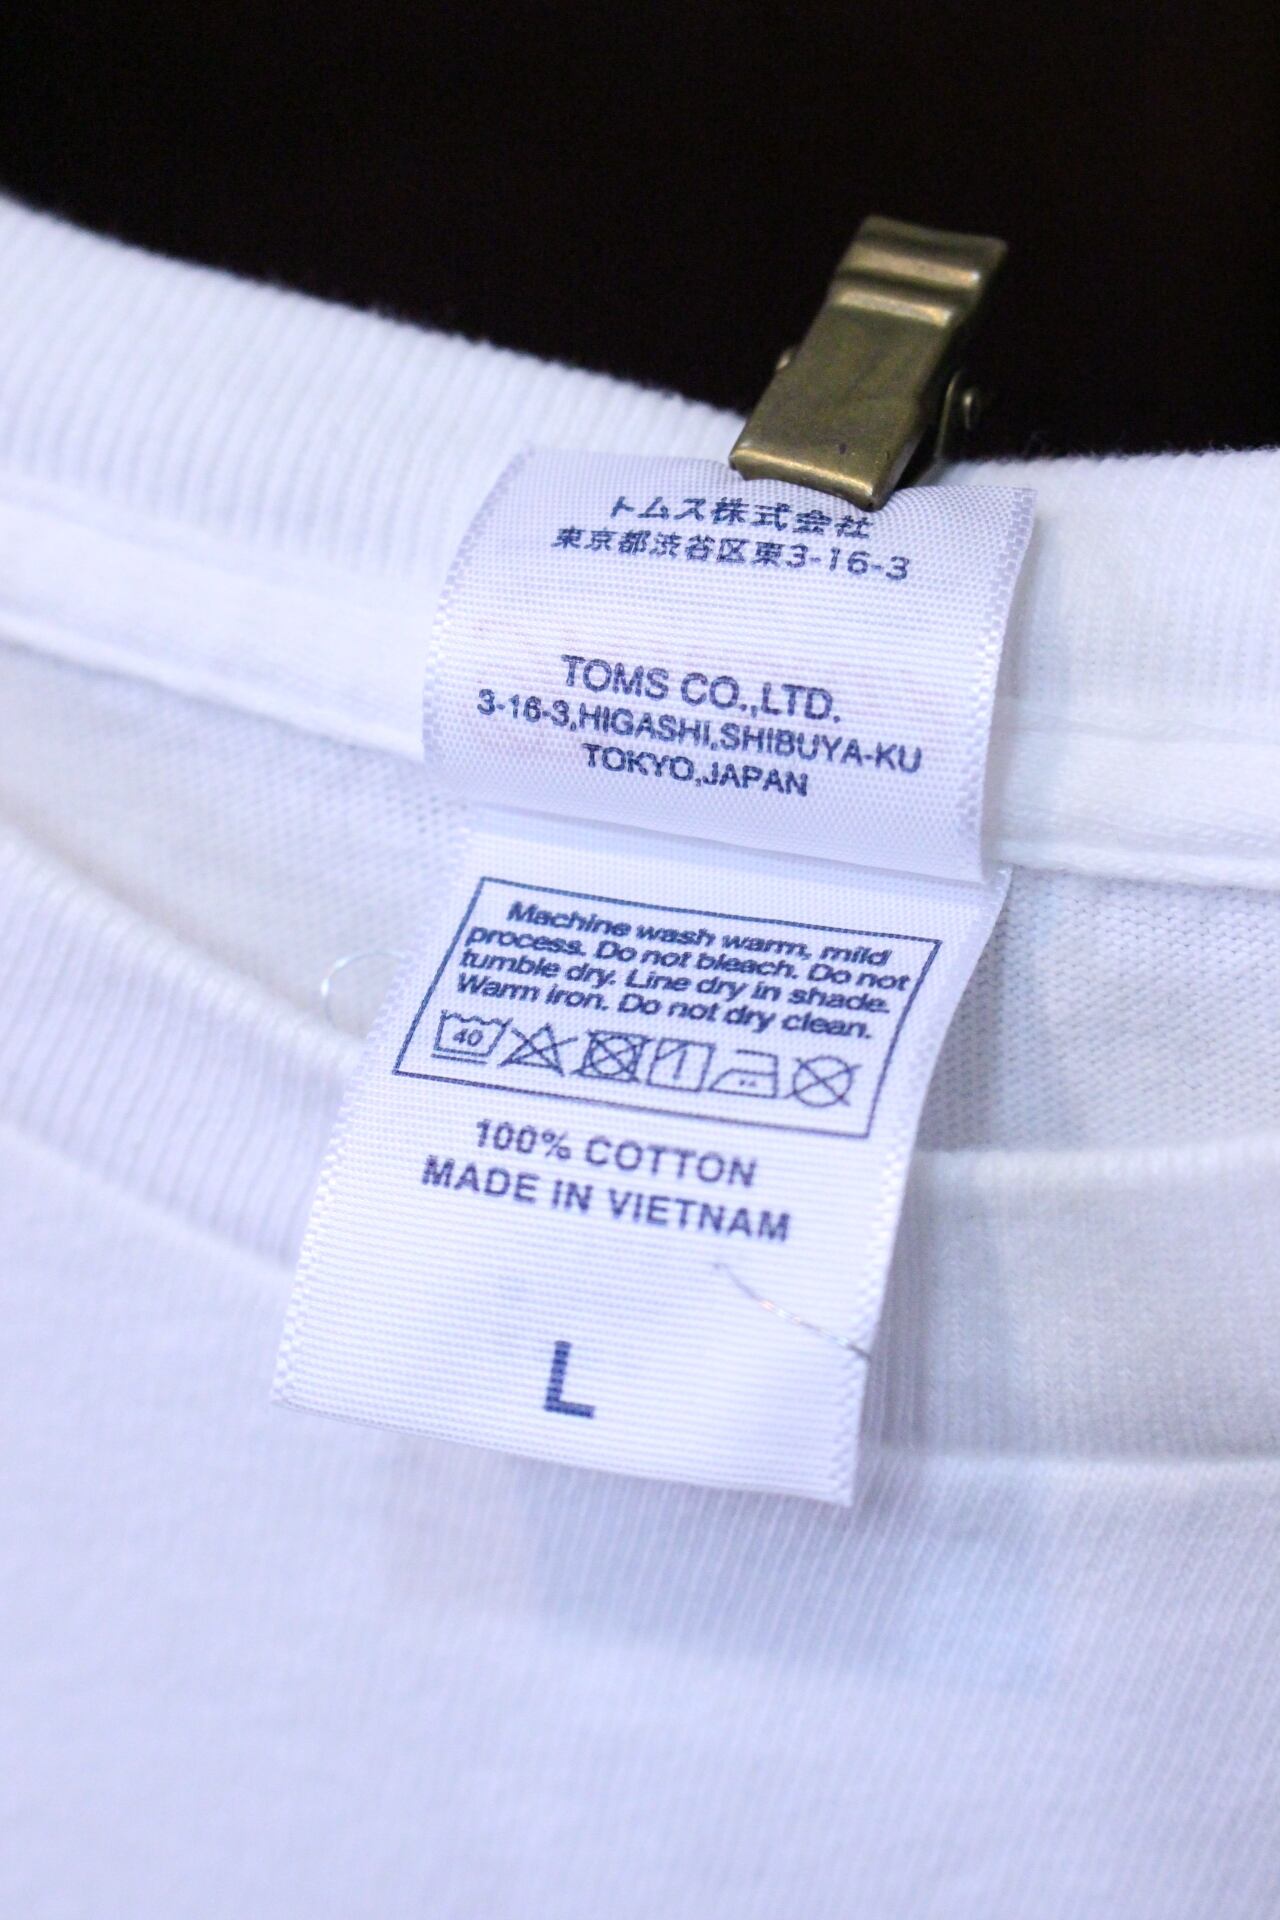 トムス株式会社
東京都渋谷区東3-16-3
TOMS CO.,LTD.
3-16-3,HIGASHI,SHIBUYA-KU
TOKYO,JAPAN
Machine wash warm, mild
process. Do not bleach. Do not
tumble dry. Line dry in shade.
Warm iron. Do not dry clean.
40
100% COTTON
MADE IN VIETNAM
L